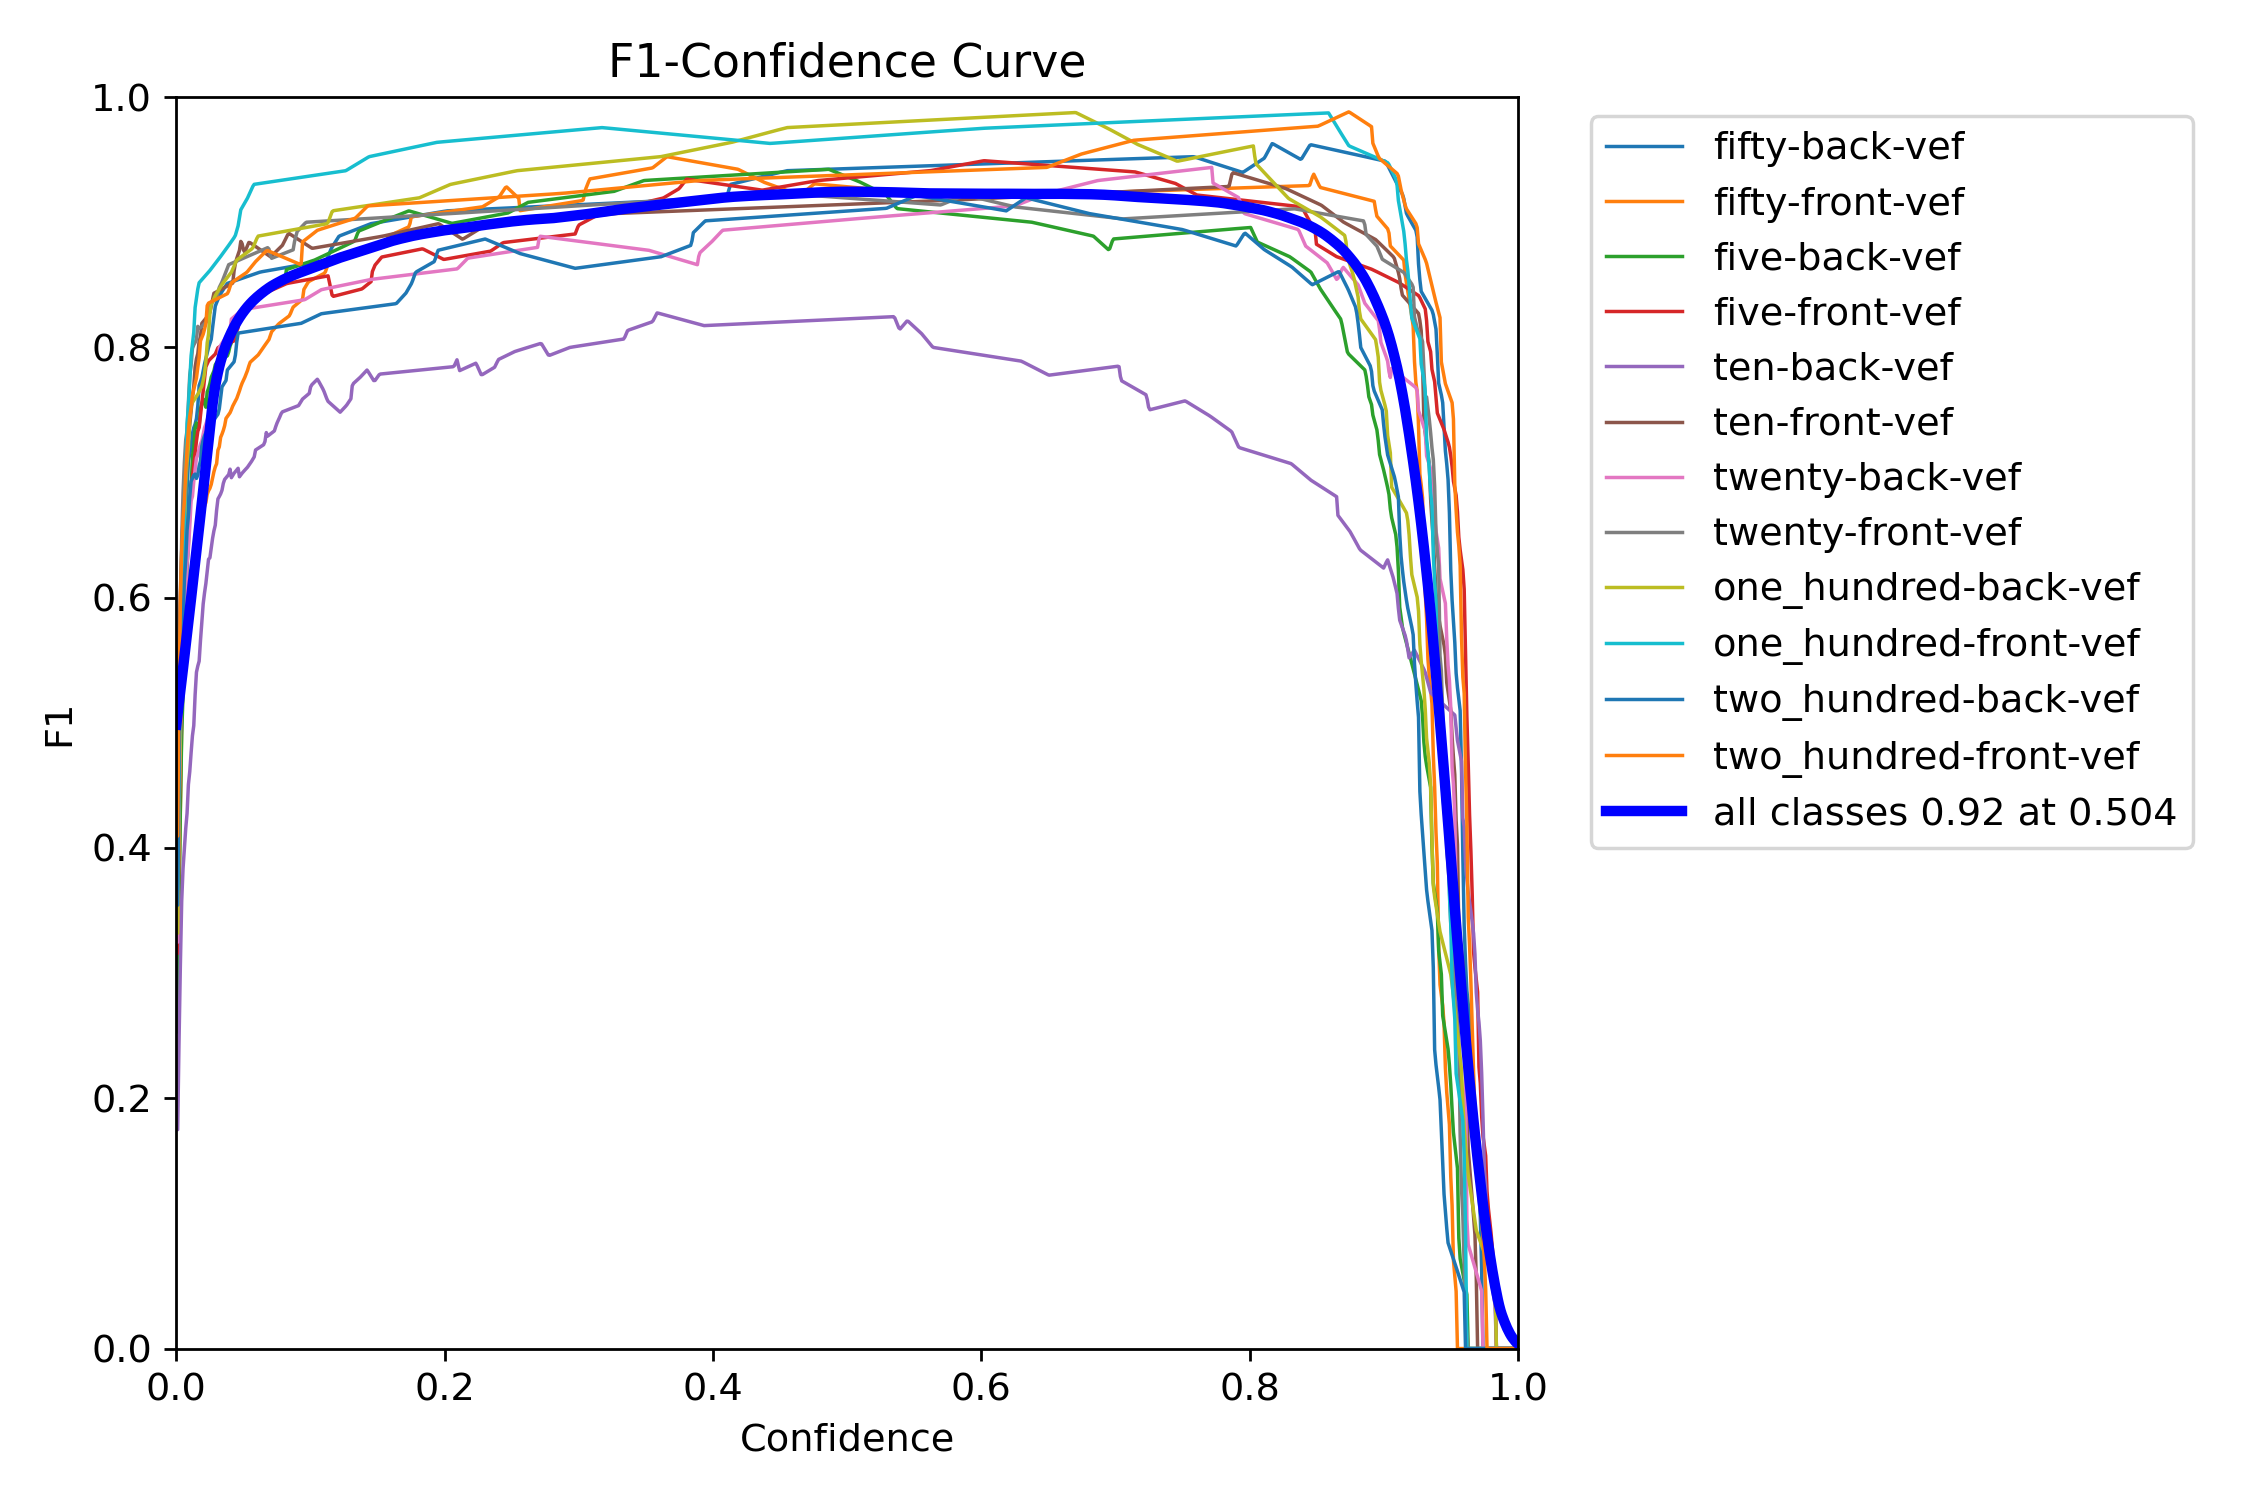 F1-Confidence Curve
1.0
0.8
0.6
0.4
0.2
0.0
F1
0.0 0.2 0.4 0.6 0.8 1.0
Confidence
fifty-back-vef
fifty-front-vef
five-back-vef
five-front-vef
ten-back-vef
ten-front-vef
twenty-back-vef
twenty-front-vef
one_hundred-back-vef
one_hundred-front-vef
two_hundred-back-vef
two_hundred-front-vef
all classes 0.92 at 0.504